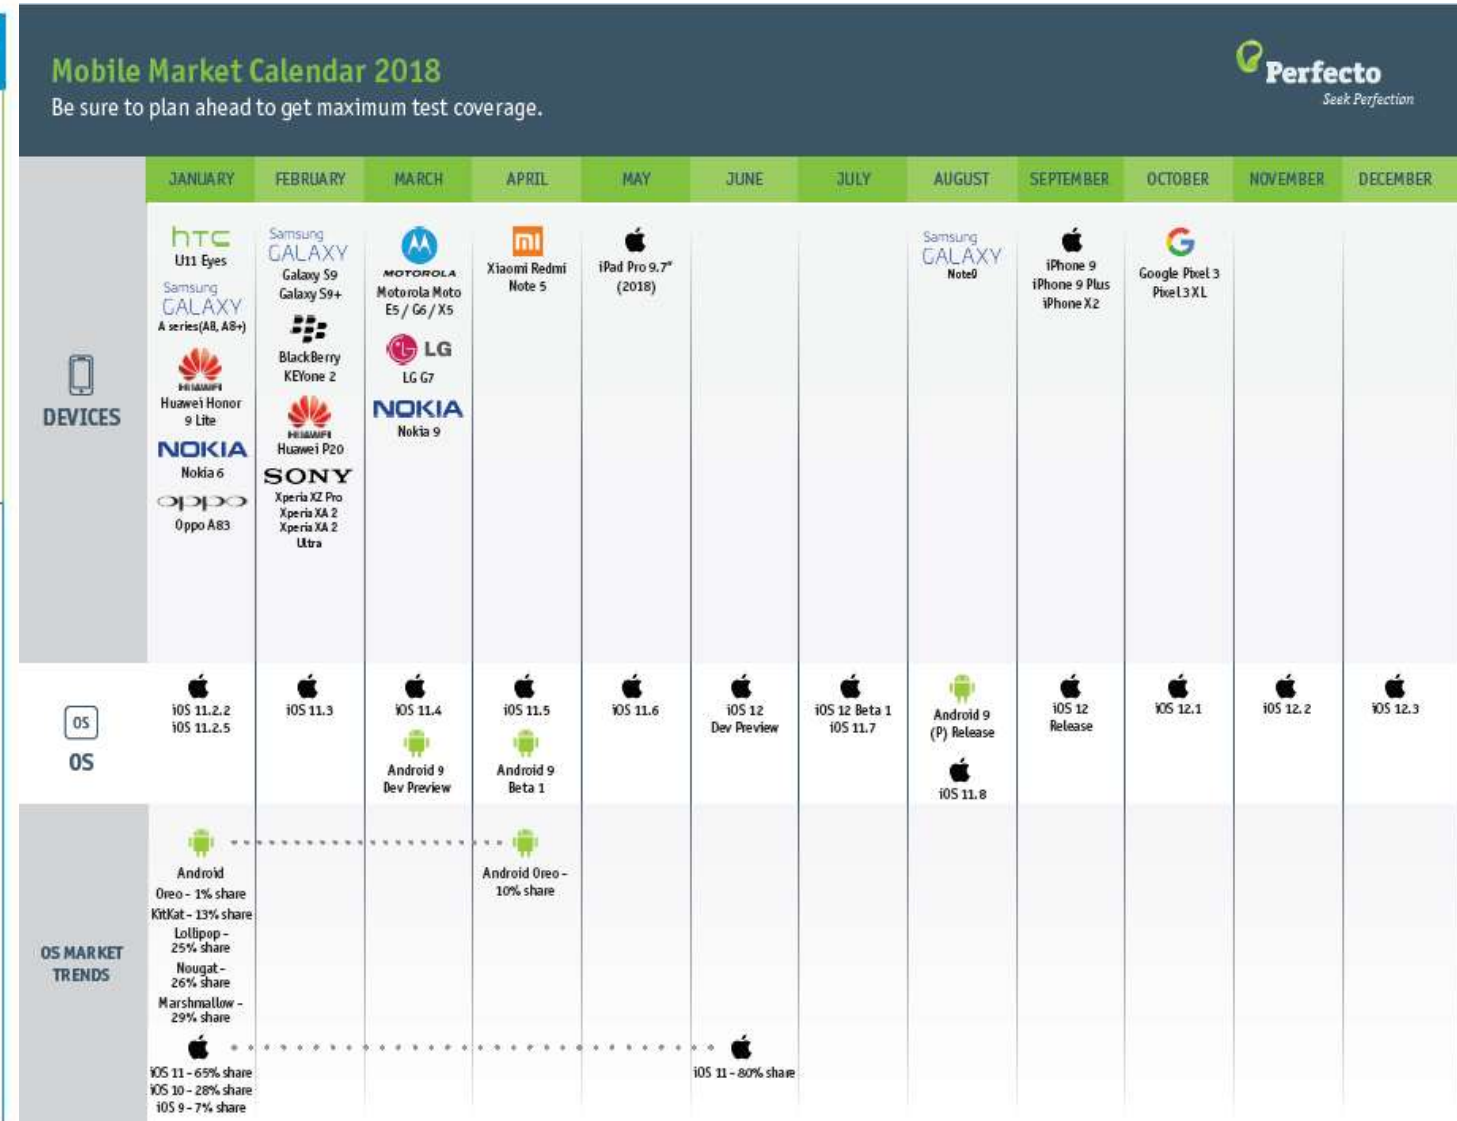 Mobile Market Calendar 2018
Be sure to plan ahead to get maximum test coverage.
Perfecto
Seek Perfection
JANUARY
FEBRUARY
MARCH
APRIL
MAY
JUNE
JULY
AUGUST
SEPTEMBER
OCTOBER
NOVEMBER
DECEMBER
DEVICES
hTC
U11 Eyes
Samsung
GALAXY
A series(A8, A8+)
HUAWEI
Huawei Honor
9 Lite
NOKIA
Nokia 6
oppo
Oppo A83
Samsung
GALAXY
Galaxy S9
Galaxy S9+
BlackBerry
KEYone 2
HUAWEI
Huawei P20
SONY
Xperia XZ Pro
Xperia XA 2
Xperia XA 2
Ultra
MOTOROLA
Motorola Moto
E5 / G6 / X5
LG
LG G7
NOKIA
Nokia 9
mi
Xiaomi Redmi
Note 5
iPad Pro 9.7"
(2018)
Samsung
GALAXY
Note9
iPhone 9
iPhone 9 Plus
iPhone X2
Google Pixel 3
Pixel 3 XL
OS
OS
iOS 11.2.2
iOS 11.2.5
iOS 11.3
iOS 11.4
Android 9
Dev Preview
iOS 11.5
Android 9
Beta 1
iOS 11.6
iOS 12
Dev Preview
iOS 12 Beta 1
iOS 11.7
Android 9
(P) Release
iOS 11.8
iOS 12
Release
iOS 12.1
iOS 12.2
iOS 12.3
OS MARKET
TRENDS
Android
Oreo - 1% share
KitKat - 13% share
Lollipop -
25% share
Nougat -
26% share
Marshmallow -
29% share
Android Oreo -
10% share
iOS 11 - 65% share
iOS 10 - 28% share
iOS 9 - 7% share
iOS 11 - 80% share